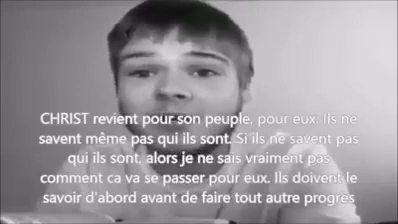 CHRIST revient pour son peuple, pour eux. Ils ne
savent même pas qui ils sont. Si ils ne savent pas
qui ils sont, alors je ne sais vraiment pas
comment ca va se passer pour eux. Ils doivent le
savoir d'abord avant de faire tout autre progrès